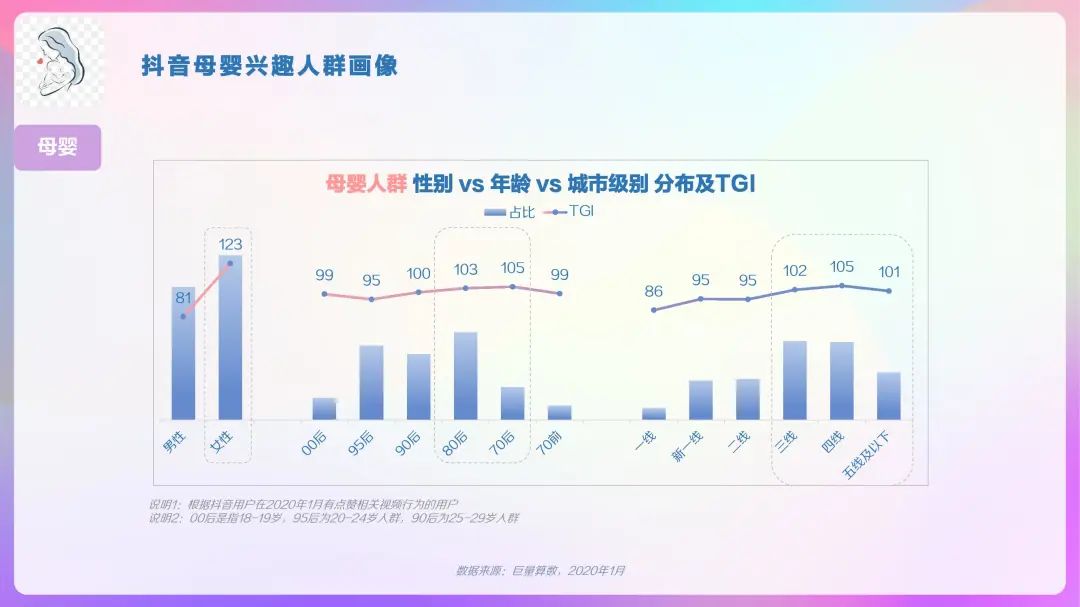 抖音母婴兴趣人群画像
母婴
母婴人群 性别 vs 年龄 vs 城市级别 分布及TGI
占比 TGI
81 123
99 95 100 103 105 99
86 95 95 102 105 101
男性 女性
00后 95后 90后 80后 70后 70前
一线 新一线 二线 三线 四线 五线及以下
说明1：根据抖音用户在2020年1月有点赞相关视频行为的用户
说明2：00后是指18-19岁，95后为20-24岁人群，90后为25-29岁人群
数据来源：巨量算数，2020年1月